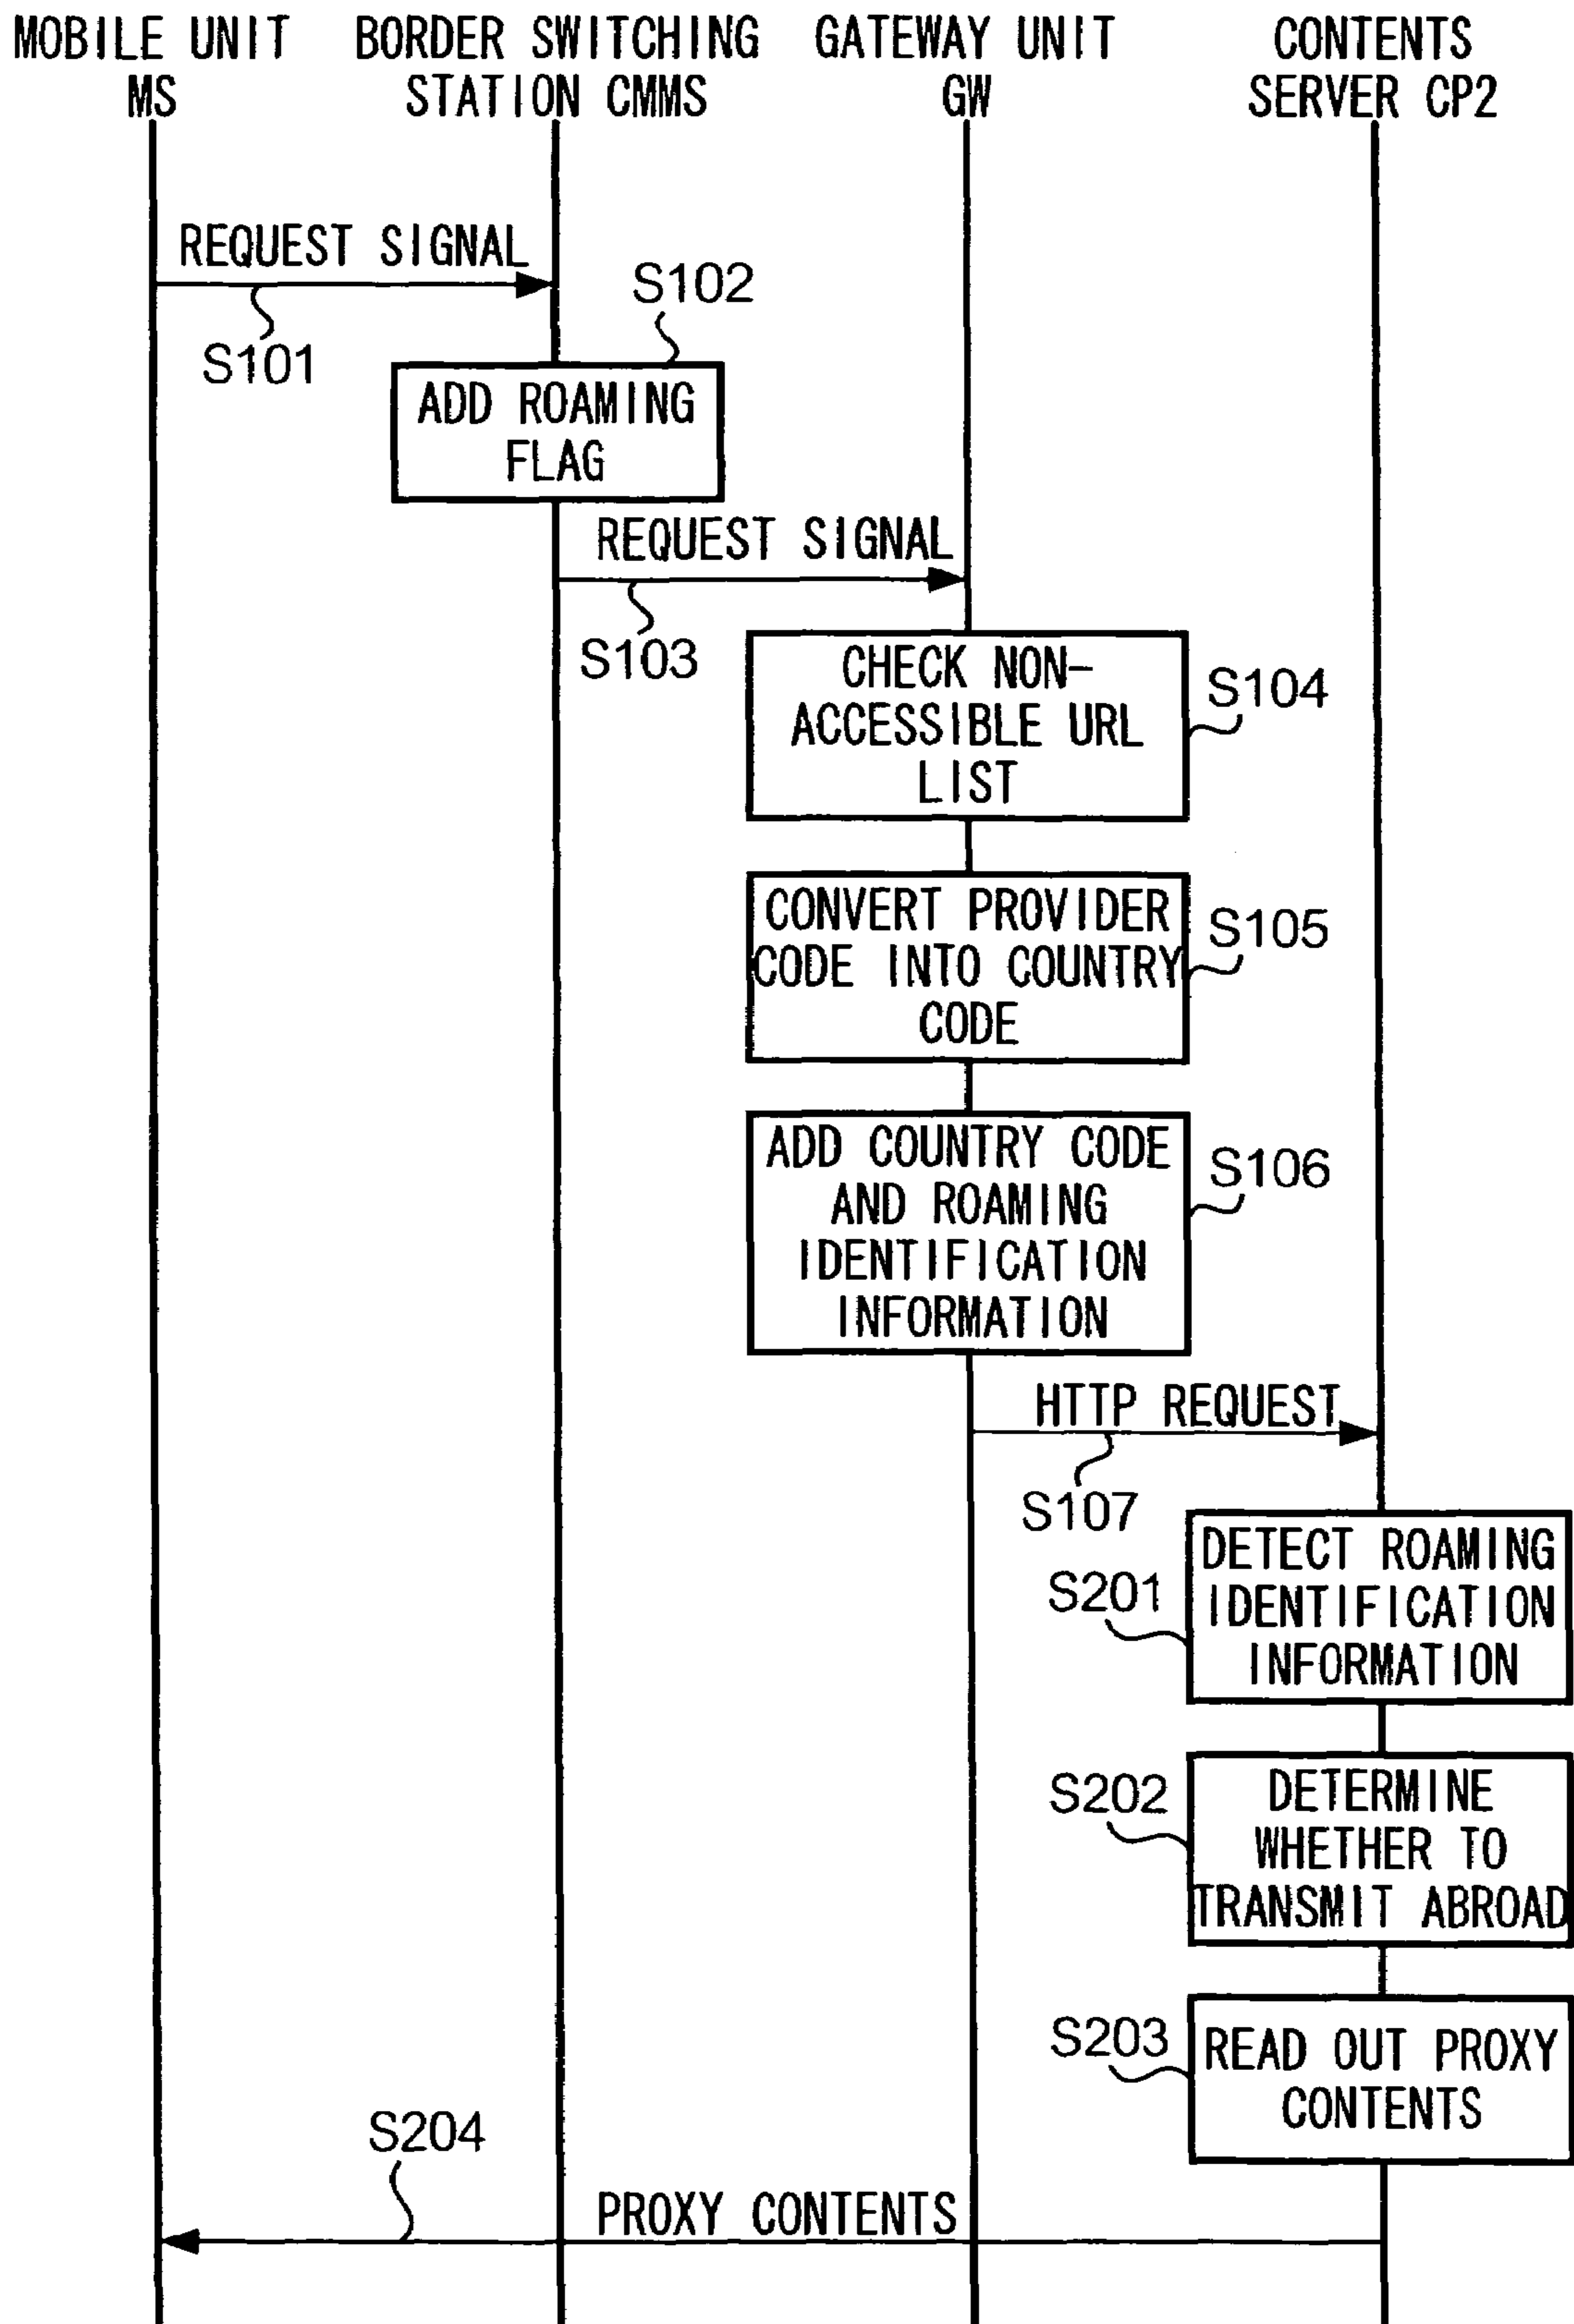 MOBILE UNIT
MS
BORDER SWITCHING
STATION CMMS
GATEWAY UNIT
GW
CONTENTS
SERVER CP2
REQUEST SIGNAL
S101
S102
ADD ROAMING
FLAG
REQUEST SIGNAL
S103
CHECK NON-
ACCESSIBLE URL
LIST
S104
CONVERT PROVIDER
CODE INTO COUNTRY
CODE
S105
ADD COUNTRY CODE
AND ROAMING
IDENTIFICATION
INFORMATION
S106
HTTP REQUEST
S107
DETECT ROAMING
IDENTIFICATION
INFORMATION
S201
DETERMINE
WHETHER TO
TRANSMIT ABROAD
S202
READ OUT PROXY
CONTENTS
S203
S204
PROXY CONTENTS